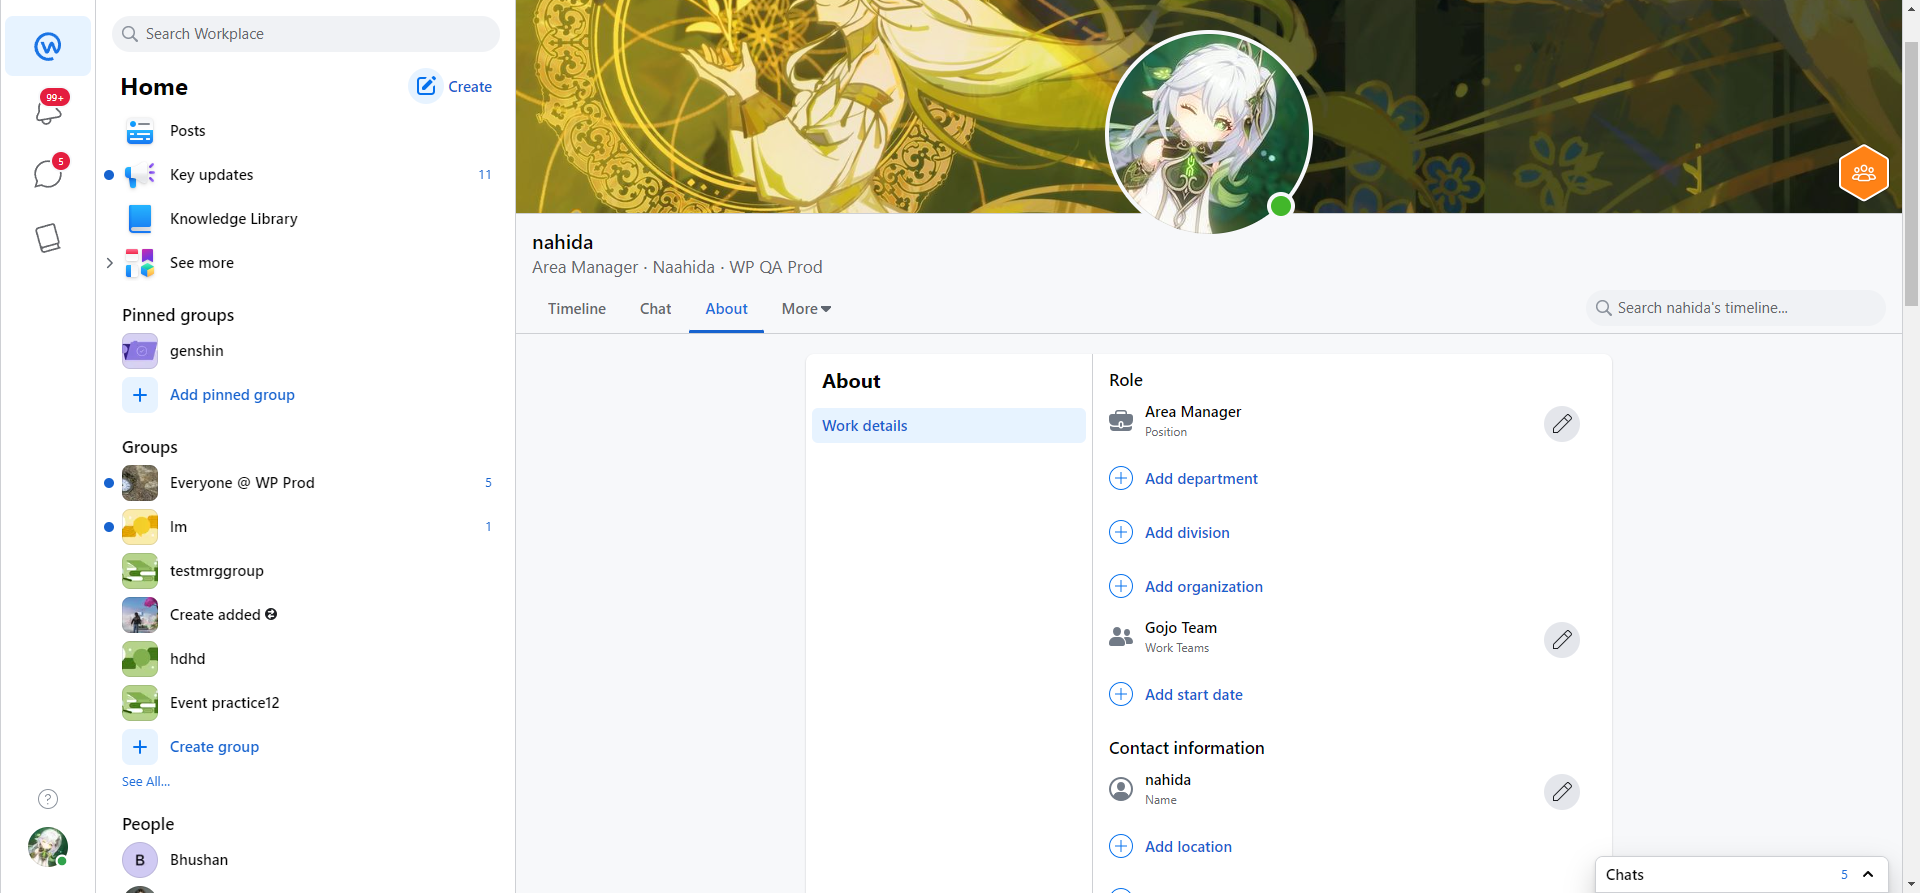 Search Workplace
Home
Create
99+
Posts
5
Key updates
11
Knowledge Library
See more
Pinned groups
genshin
Add pinned group
Groups
Everyone @ WP Prod
5
Im
1
testmrggroup
Create added
hdhd
Event practice12
Create group
See All...
People
B
Bhushan
nahida
Area Manager · Naahida · WP QA Prod
Timeline
Chat
About
More
Search nahida's timeline...
About
Work details
Role
Area Manager
Position
Add department
Add division
Add organization
Gojo Team
Work Teams
Add start date
Contact information
nahida
Name
Add location
Chats
5